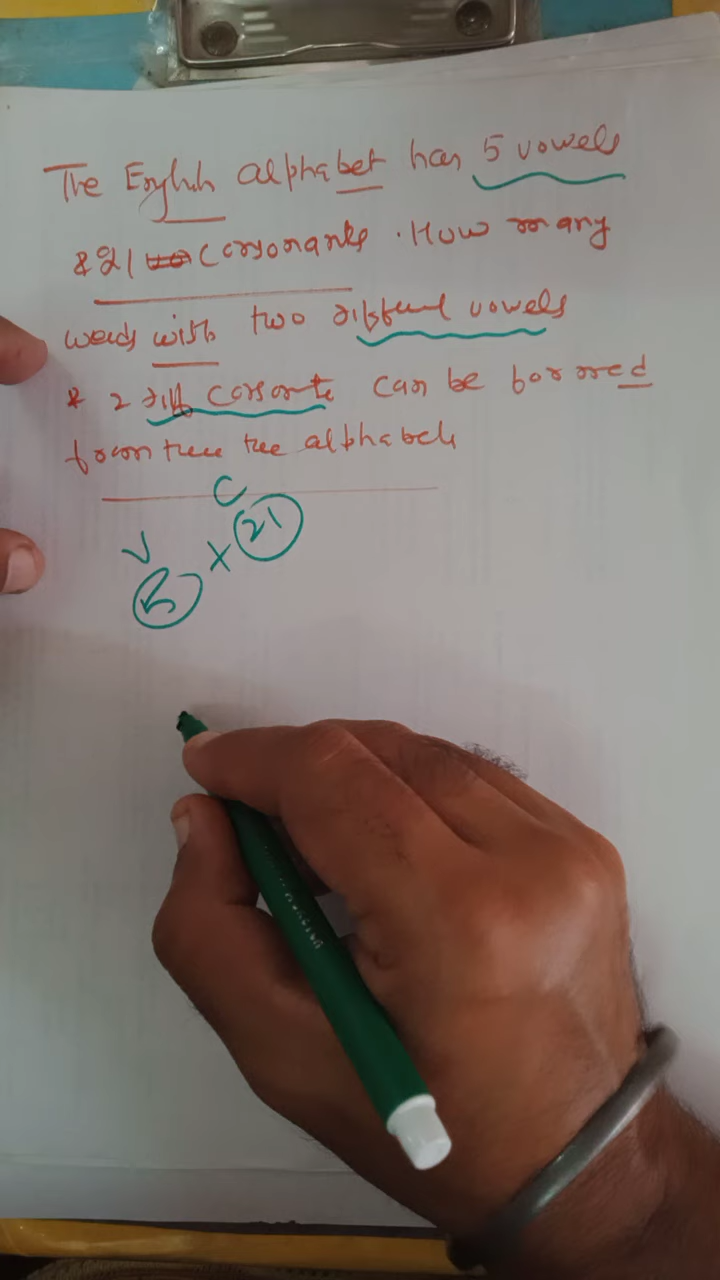 The English alphabet has 5 vowels
& 21 consonants. How many
words with two different vowels
& 2 diff consonants can be formed
from the alphabet
C
V
5 × 21